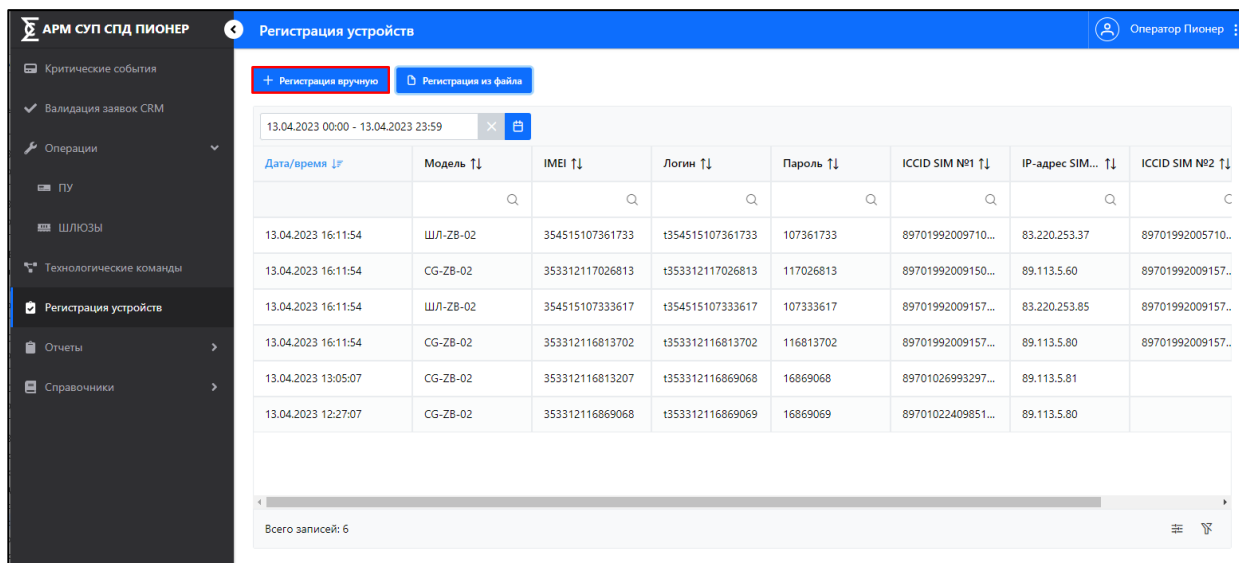 АРМ СУП СПД ПИОНЕР
Регистрация устройств
Оператор Пионер
Критические события
Валидация заявок CRM
Операции
ПУ
ШЛЮЗЫ
Технологические команды
Регистрация устройств
Отчеты
Справочники
+ Регистрация вручную Регистрация из файла
13.04.2023 00:00 - 13.04.2023 23:59
Дата/время Модель IMEI Логин Пароль ICCID SIM №1 IP-адрес SIM... ICCID SIM №2
13.04.2023 16:11:54 ШЛ-ZB-02 354515107361733 t354515107361733 107361733 89701992009710... 83.220.253.37 89701992005710..
13.04.2023 16:11:54 CG-ZB-02 353312117026813 t353312117026813 117026813 89701992009150... 89.113.5.60 89701992009157..
13.04.2023 16:11:54 ШЛ-ZB-02 354515107333617 t354515107333617 107333617 89701992009157... 83.220.253.85 89701992009157..
13.04.2023 16:11:54 CG-ZB-02 353312116813702 t353312116813702 116813702 89701992009157... 89.113.5.80 89701992009157..
13.04.2023 13:05:07 CG-ZB-02 353312116813207 t353312116869068 16869068 89701026993297... 89.113.5.81
13.04.2023 12:27:07 CG-ZB-02 353312116869068 t353312116869069 16869069 89701022409851... 89.113.5.80
Всего записей: 6